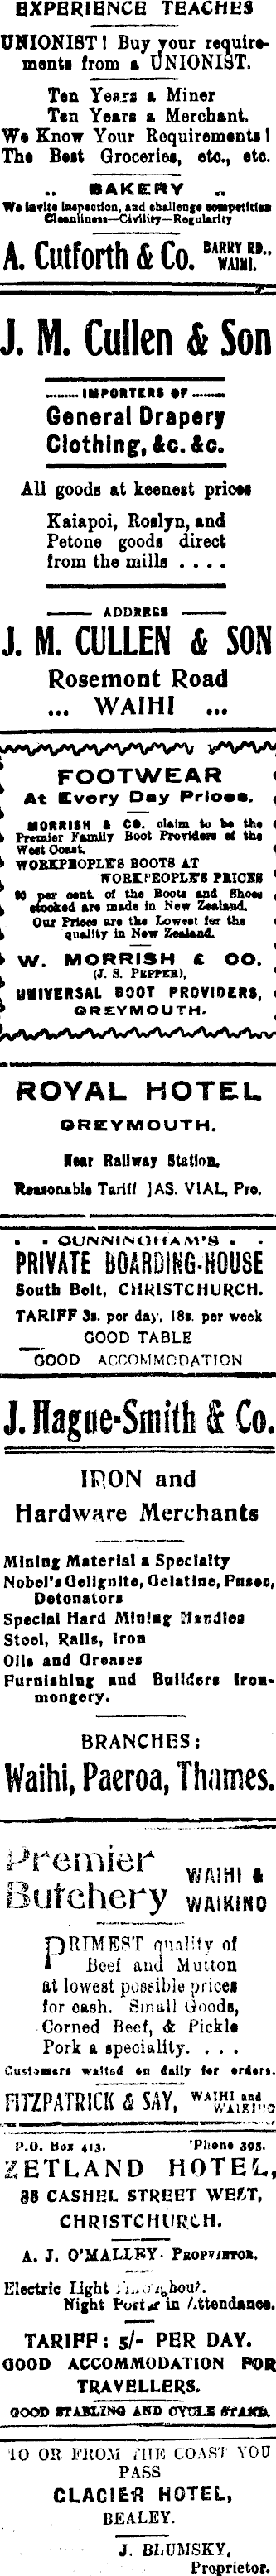 EXPERIENCE TEACHES
UNIONIST! Buy your require-
ments from a UNIONIST.
Ten Years a Miner
Ten Years a Merchant.
We Know Your Requirements!
The Best Groceries, etc., etc.
.. BAKERY ..
We invite inspection, and challenge competition
Cleanliness—Civility—Regularity
A. Cutforth & Co. BARRY RD., WAIHI.
J. M. Cullen & Son
........ IMPORTERS OF ........
General Drapery
Clothing, &c. &c.
All goods at keenest prices
Kaiapoi, Roslyn, and
Petone goods direct
from the mills . . . .
ADDRESS
J. M. CULLEN & SON
Rosemont Road
... WAIHI ...
FOOTWEAR
At Every Day Prices.
MORRISH & CO. claim to be the
Premier Family Boot Providers of the
West Coast.
WORKPEOPLE'S BOOTS AT
WORKPEOPLE'S PRICES
per cent. of the Boots and Shoes
stocked are made in New Zealand.
Our Prices are the Lowest for the
quality in New Zealand.
W. MORRISH & CO.
(J. S. PEPPER),
UNIVERSAL BOOT PROVIDERS,
GREYMOUTH.
ROYAL HOTEL
GREYMOUTH.
Near Railway Station.
Reasonable Tariff JAS. VIAL, Pro.
. . CUNNINGHAM'S . .
PRIVATE BOARDING-HOUSE
South Belt, CHRISTCHURCH.
TARIFF 3s. per day, 18s. per week
GOOD TABLE
GOOD ACCOMMODATION
J. Hague-Smith & Co.
IRON and
Hardware Merchants
Mining Material a Specialty
Nobel's Gelignite, Gelatine, Fuses,
Detonators
Special Hard Mining Handles
Steel, Rails, Iron
Oils and Greases
Furnishing and Builders Iron-
mongery.
BRANCHES:
Waihi, Paeroa, Thames.
Premier
Butchery
WAIHI &
WAIKINO
PRIMEST quality of
Beef and Mutton
at lowest possible prices
for cash. Small Goods,
Corned Beef, & Pickle
Pork a speciality. . . .
Customers waited on daily for orders.
FITZPATRICK & SAY, WAIHI and WAIKINO
P.O. Box 413. 'Phone 395.
ZETLAND HOTEL,
88 CASHEL STREET WEST,
CHRISTCHURCH.
A. J. O'MALLEY. PROPRIETOR.
Electric Light Throughout.
Night Porter in Attendance.
TARIFF: 5/- PER DAY.
GOOD ACCOMMODATION FOR
TRAVELLERS.
GOOD STABLING AND CYCLE STAND.
TO OR FROM THE COAST YOU
PASS
GLACIER HOTEL,
BEALEY.
J. BLUMSKY,
Proprietor.